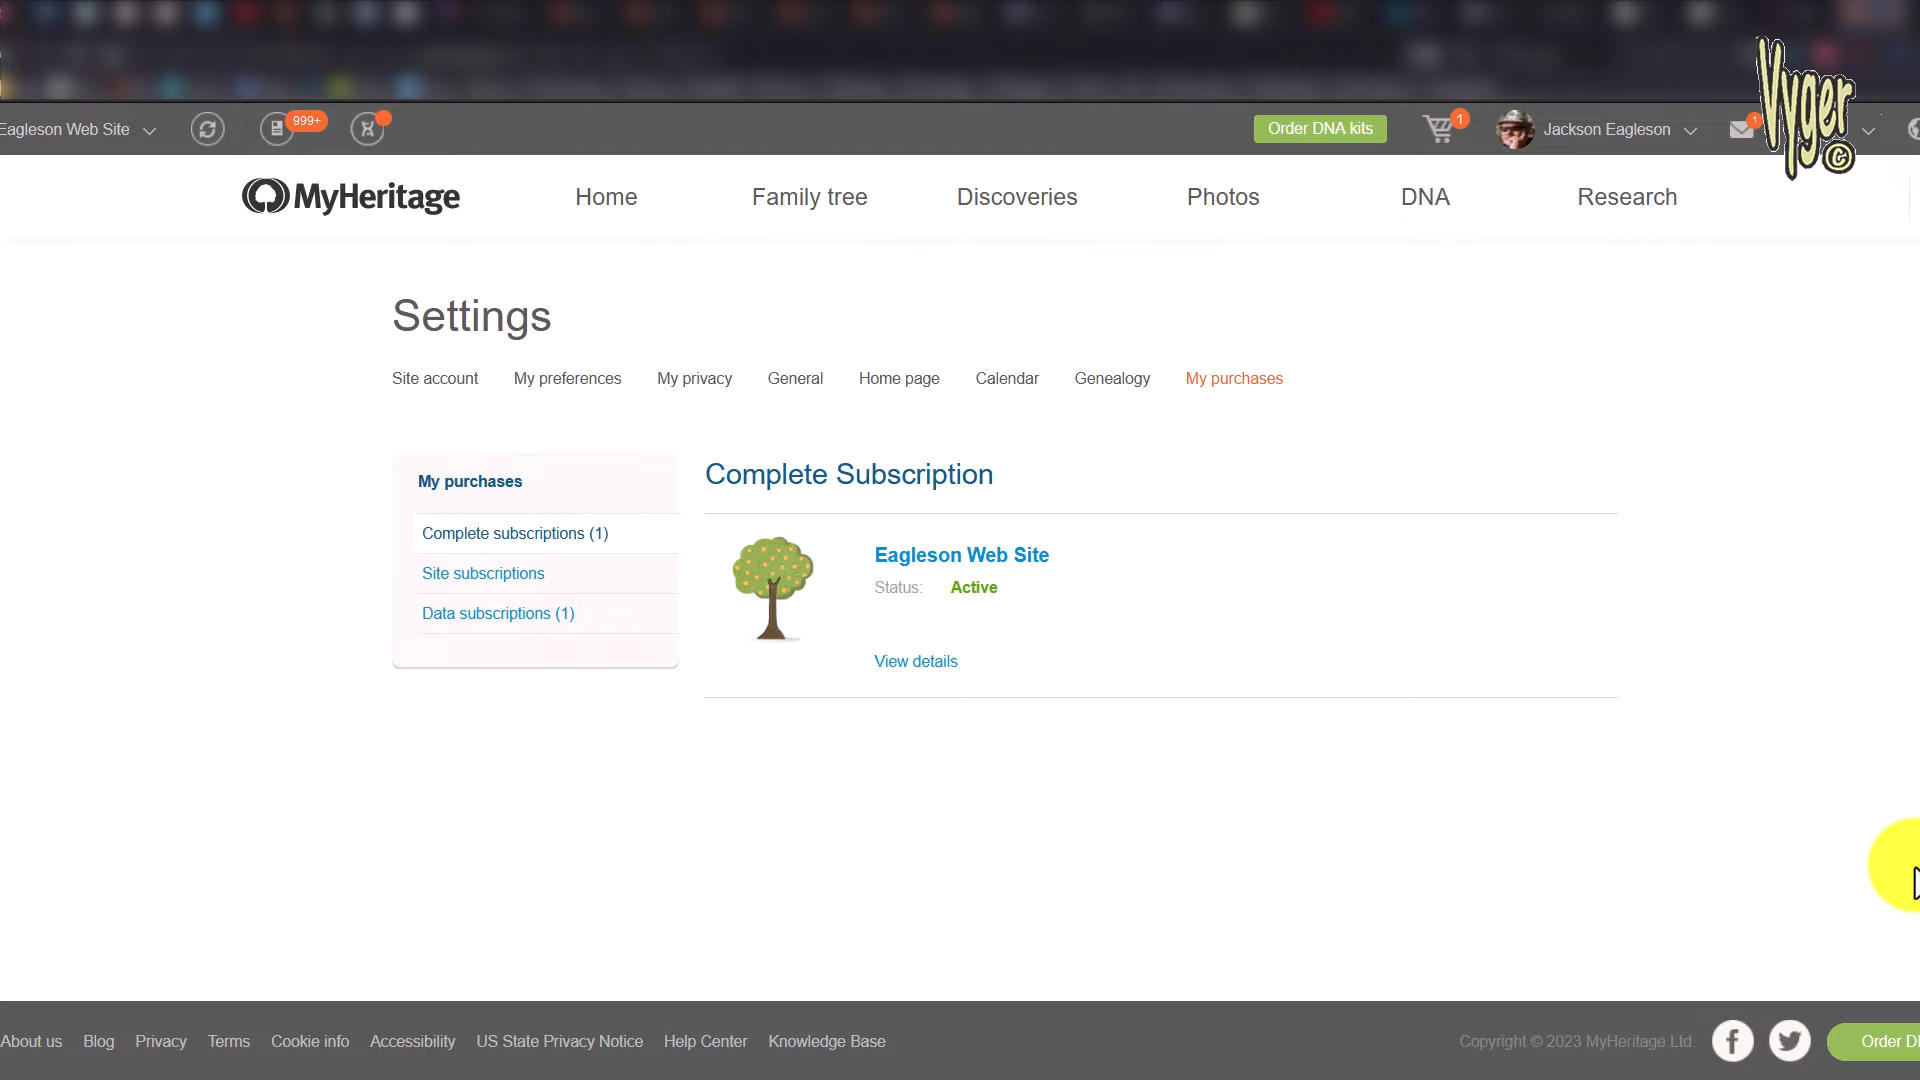 Eagleson Web Site
999+
Order DNA kits
1
Jackson Eagleson
1
Vyger
©
MyHeritage
Home
Family tree
Discoveries
Photos
DNA
Research
Settings
Site account
My preferences
My privacy
General
Home page
Calendar
Genealogy
My purchases
My purchases
Complete subscriptions (1)
Site subscriptions
Data subscriptions (1)
Complete Subscription
Eagleson Web Site
Status: Active
View details
About us
Blog
Privacy
Terms
Cookie info
Accessibility
US State Privacy Notice
Help Center
Knowledge Base
Copyright © 2023 MyHeritage Ltd.
Order